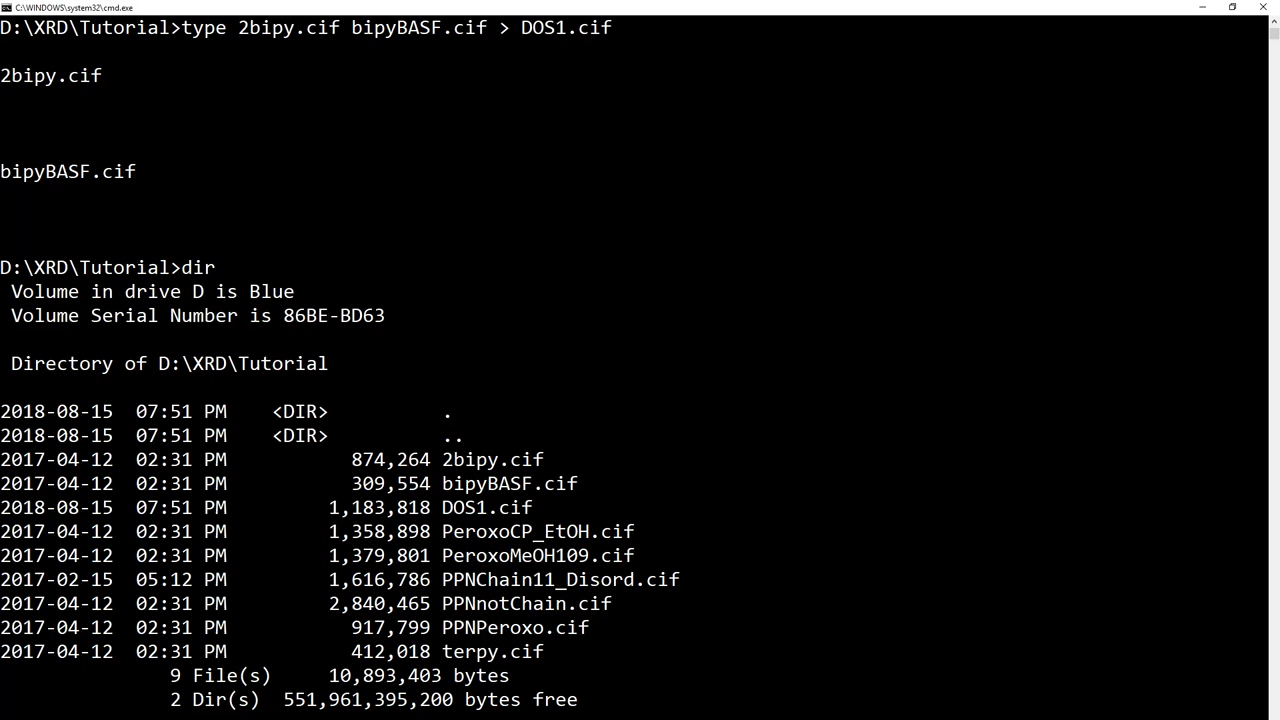 C:\WINDOWS\system32\cmd.exe
D:\XRD\Tutorial>type 2bipy.cif bipyBASF.cif > DOS1.cif
2bipy.cif
bipyBASF.cif
D:\XRD\Tutorial>dir
Volume in drive D is Blue
Volume Serial Number is 86BE-BD63
Directory of D:\XRD\Tutorial
2018-08-15  07:51 PM    <DIR>          .
2018-08-15  07:51 PM    <DIR>          ..
2017-04-12  02:31 PM           874,264 2bipy.cif
2017-04-12  02:31 PM           309,554 bipyBASF.cif
2018-08-15  07:51 PM         1,183,818 DOS1.cif
2017-04-12  02:31 PM         1,358,898 PeroxoCP_EtOH.cif
2017-04-12  02:31 PM         1,379,801 PeroxoMeOH109.cif
2017-02-15  05:12 PM         1,616,786 PPNChain11_Disord.cif
2017-04-12  02:31 PM         2,840,465 PPNnotChain.cif
2017-04-12  02:31 PM           917,799 PPNPeroxo.cif
2017-04-12  02:31 PM           412,018 terpy.cif
9 File(s)     10,893,403 bytes
2 Dir(s)  551,961,395,200 bytes free